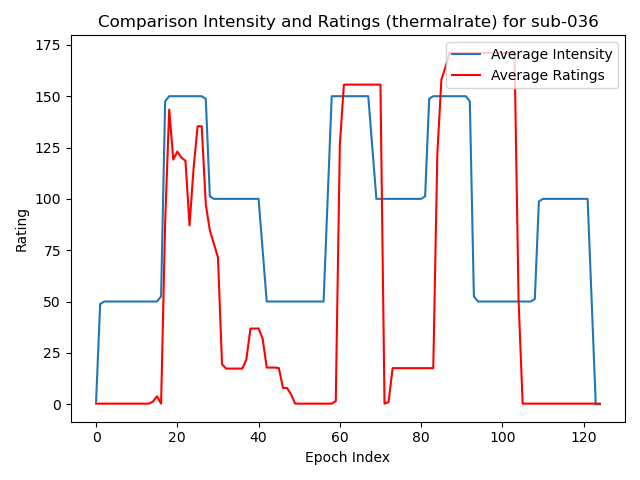 Comparison Intensity and Ratings (thermalrate) for sub-036
Average Intensity
Average Ratings
Rating
175
150
125
100
75
50
25
0
0 20 40 60 80 100 120
Epoch Index